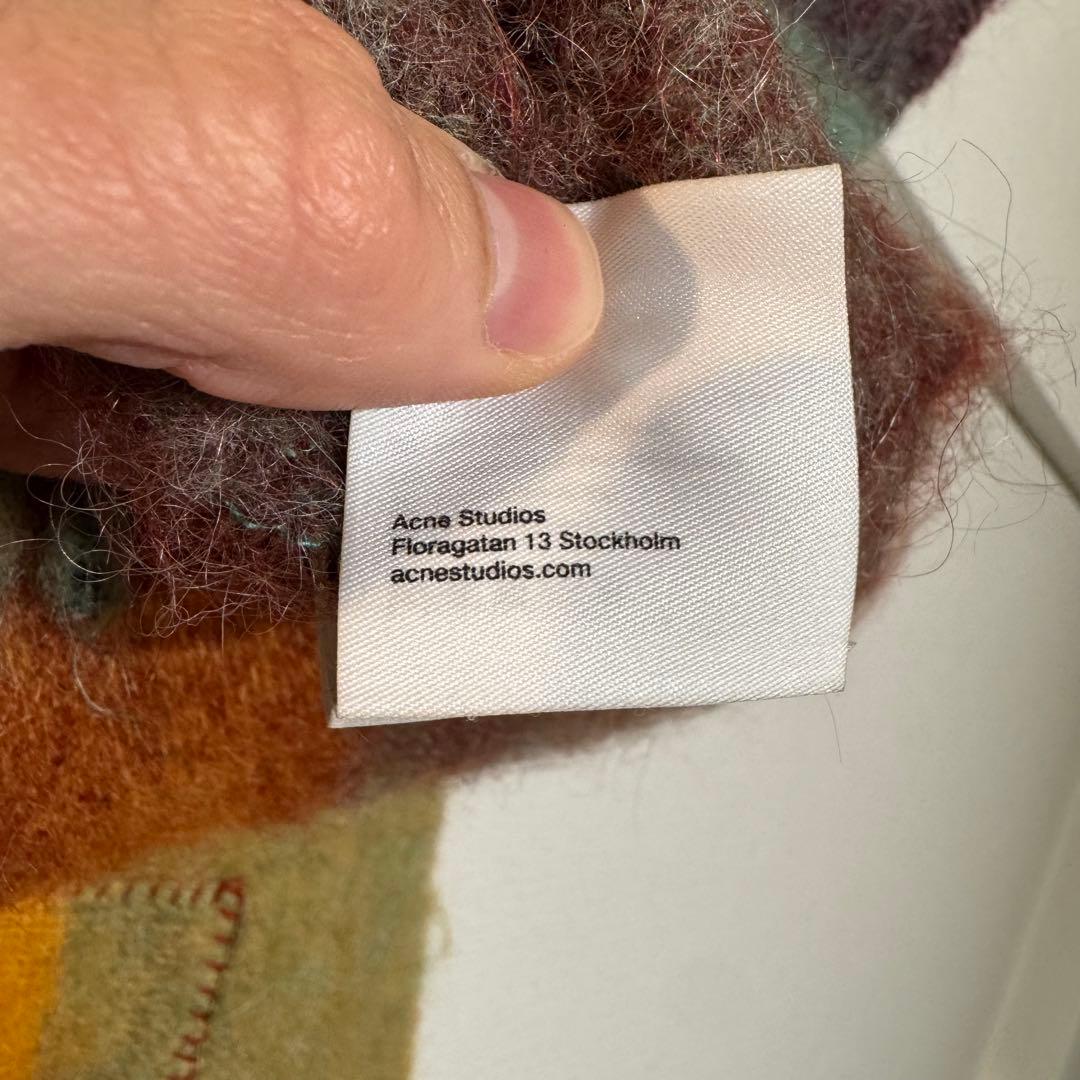 Acne Studios
Floragatan 13 Stockholm
acnestudios.com